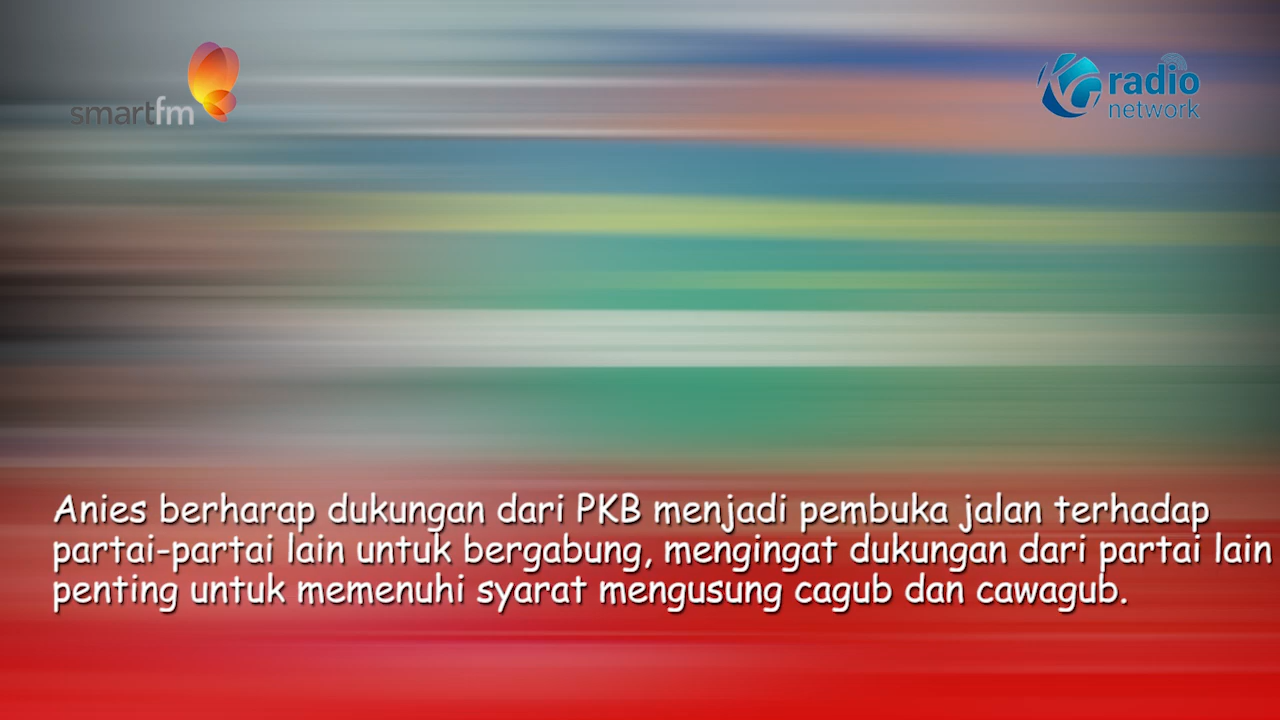 smartfm
radio
network
Anies berharap dukungan dari PKB menjadi pembuka jalan terhadap
partai-partai lain untuk bergabung, mengingat dukungan dari partai lain
penting untuk memenuhi syarat mengusung cagub dan cawagub.